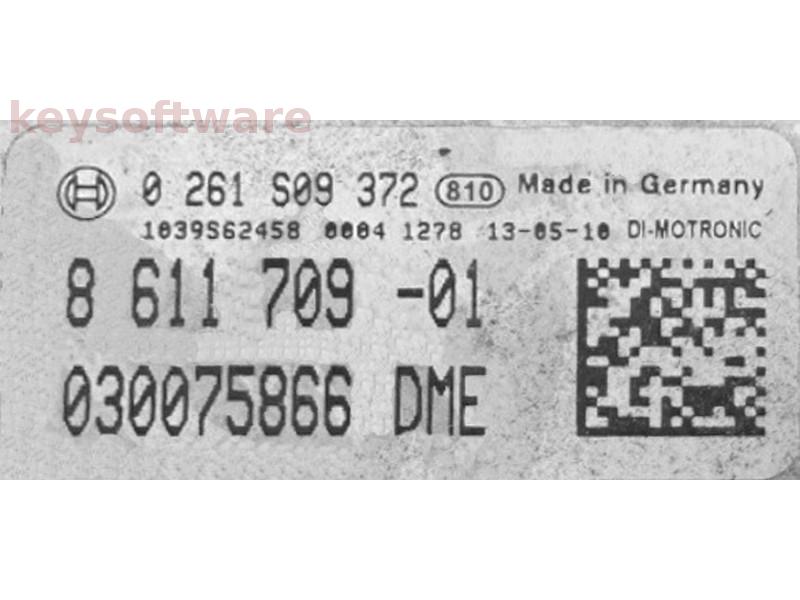 keysoftware
0 261 S09 372 810 Made in Germany
1039S62458 0004 1278 13-05-10 DI-MOTRONIC
8 611 709 -01
030075866 DME